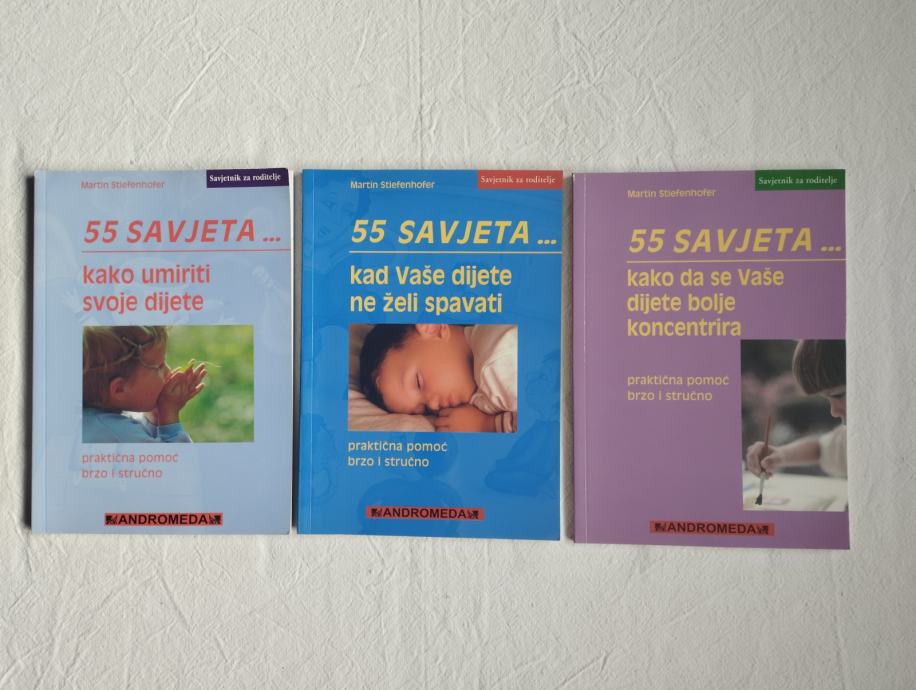 Martin Stiefenhofer
Savjetnik za roditelje
55 SAVJETA ...
kako umiriti
svoje dijete
praktična pomoć
brzo i stručno
ANDROMEDA
Martin Stiefenhofer
Savjetnik za roditelje
55 SAVJETA ...
kad Vaše dijete
ne želi spavati
praktična pomoć
brzo i stručno
ANDROMEDA
Martin Stiefenhofer
Savjetnik za roditelje
55 SAVJETA ...
kako da se Vaše
dijete bolje
koncentrira
praktična pomoć
brzo i stručno
ANDROMEDA